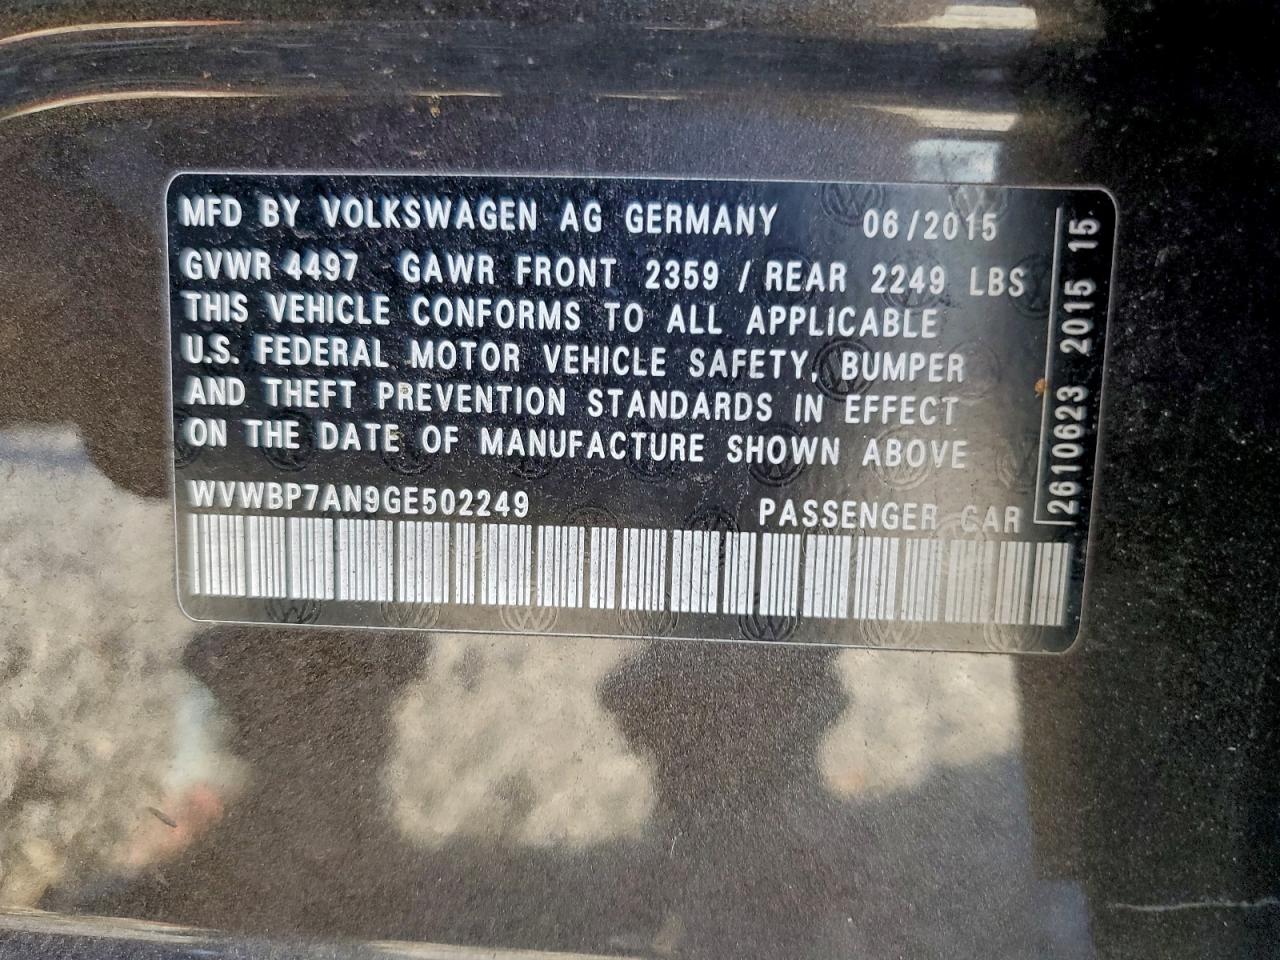 MFD BY VOLKSWAGEN AG GERMANY 06/2015
GVWR 4497 GAWR FRONT 2359 / REAR 2249 LBS
THIS VEHICLE CONFORMS TO ALL APPLICABLE
U.S. FEDERAL MOTOR VEHICLE SAFETY, BUMPER
AND THEFT PREVENTION STANDARDS IN EFFECT
ON THE DATE OF MANUFACTURE SHOWN ABOVE
WVWBP7AN9GE502249 PASSENGER CAR
2610623 2015 15